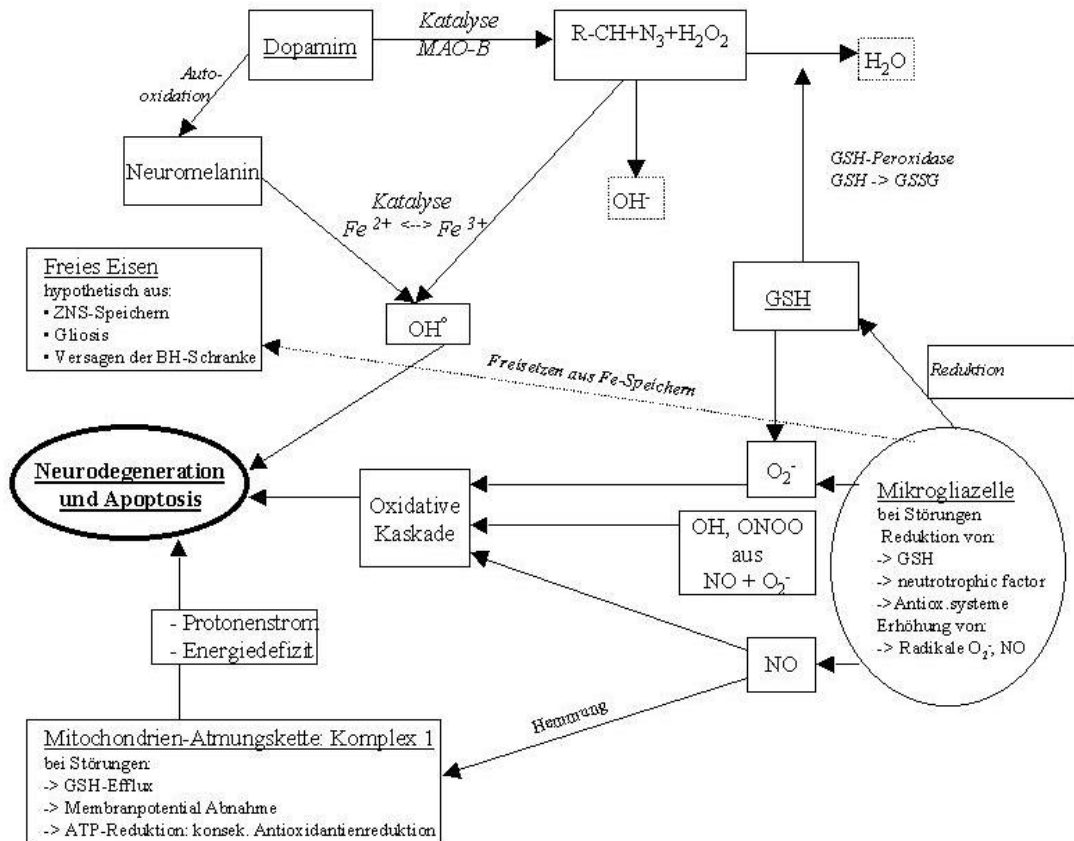 Katalyse
MAO-B
Dopamim
R-CH+N₃+H₂O₂
H₂O
Auto-
oxidation
Neuromelanin
OH⁻
GSH-Peroxidase
GSH -> GSSG
Katalyse
Fe ²⁺ <--> Fe ³⁺
Freies Eisen
hypothetisch aus:
▪ ZNS-Speichern
▪ Gliosis
▪ Versagen der BH-Schranke
OH°
GSH
Reduktion
Freisetzen aus Fe-Speichern
Neurodegeneration
und Apoptosis
Oxidative
Kaskade
O₂⁻
OH, ONOO
aus
NO + O₂⁻
Mikrogliazelle
bei Störungen
Reduktion von:
-> GSH
-> neutrotrophic factor
->Antiox.systeme
Erhöhung von:
-> Radikale O₂⁻, NO
- Protonenstrom
- Energiedefizit
NO
Hemmung
Mitochondrien-Atmungskette: Komplex 1
bei Störungen:
-> GSH-Efflux
-> Membranpotential Abnahme
-> ATP-Reduktion: konsek. Antioxidantienreduktion